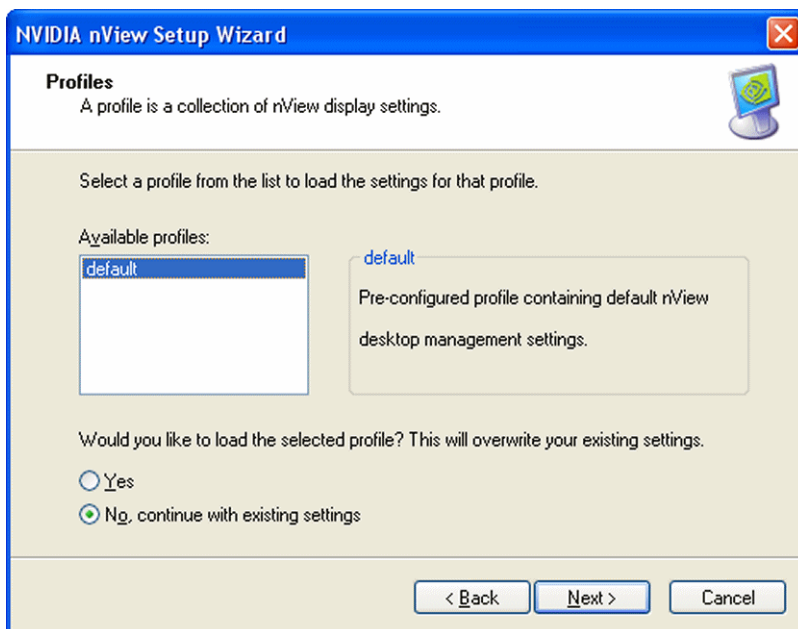 NVIDIA nView Setup Wizard
Profiles
A profile is a collection of nView display settings.
Select a profile from the list to load the settings for that profile.
Available profiles:
default
default
Pre-configured profile containing default nView
desktop management settings.
Would you like to load the selected profile? This will overwrite your existing settings.
Yes
No, continue with existing settings
< Back
Next >
Cancel